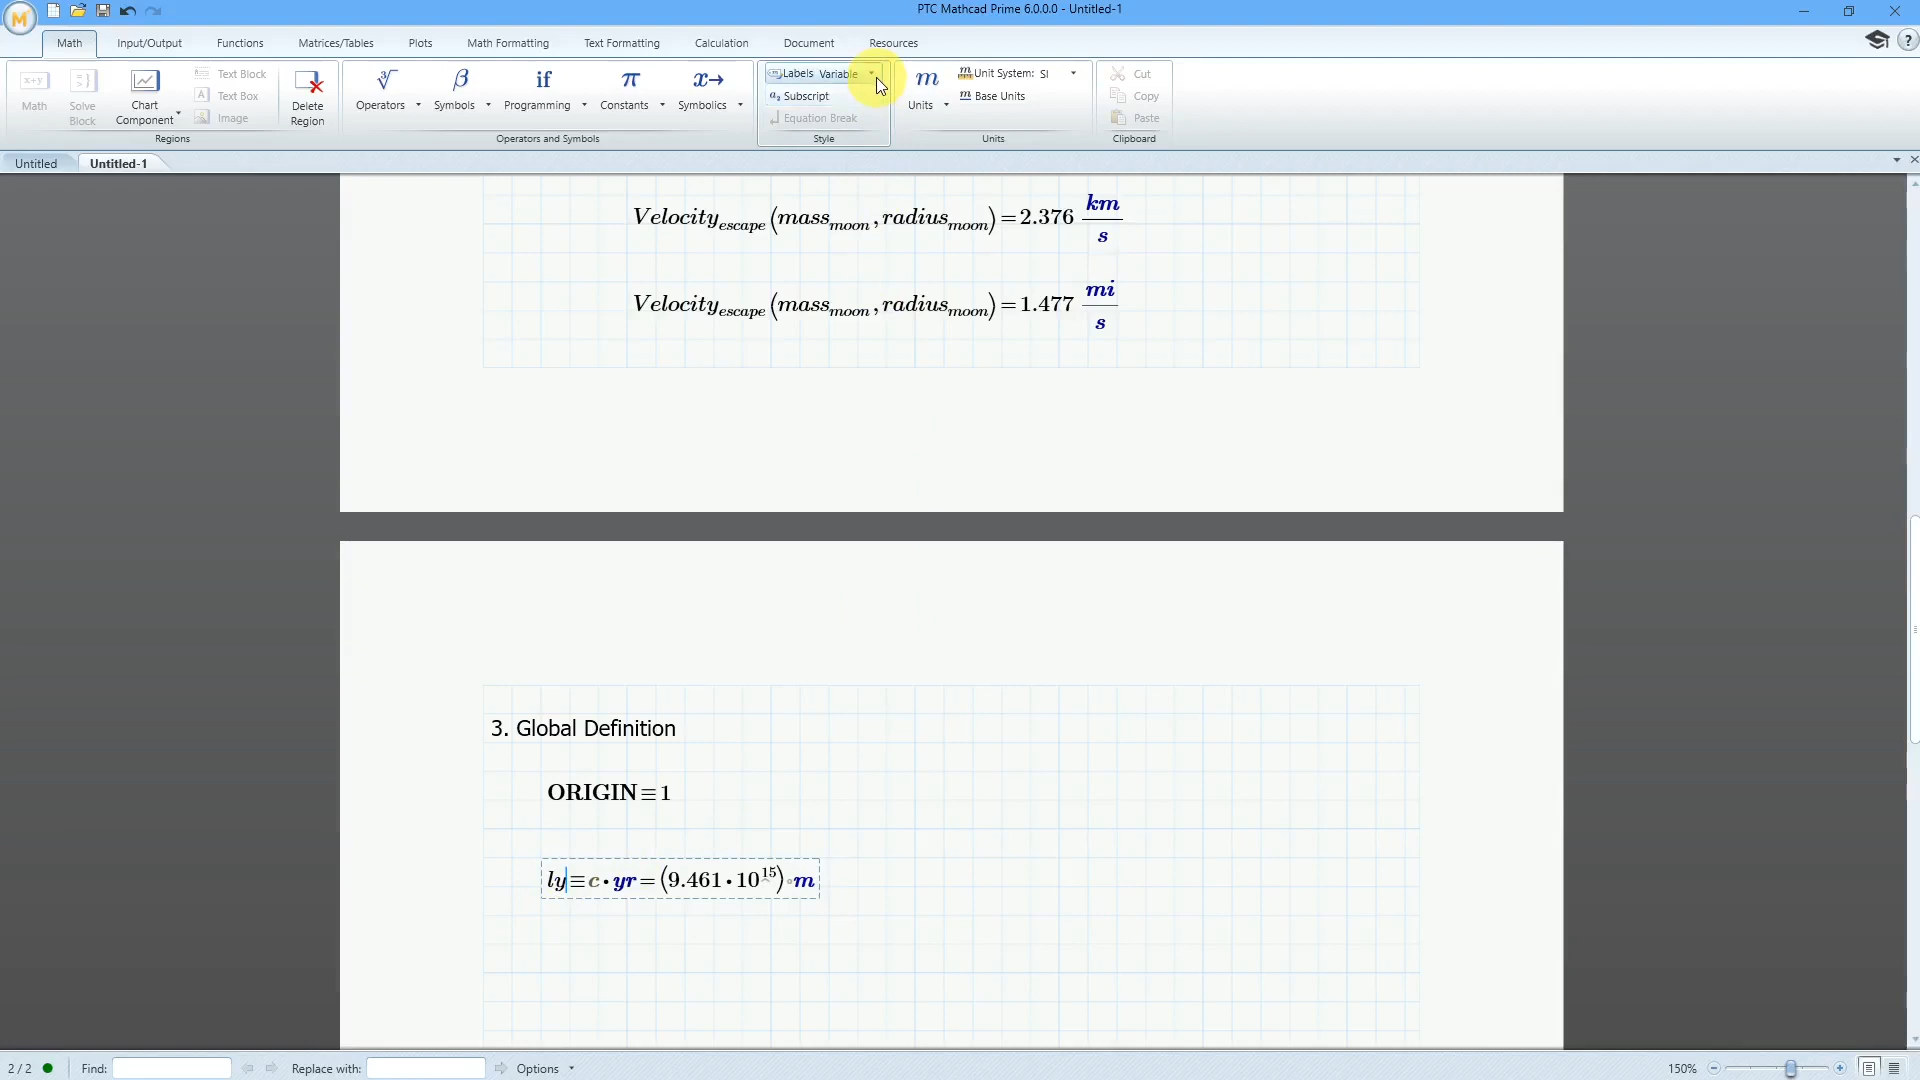 PTC Mathcad Prime 6.0.0.0 - Untitled-1
Math Input/Output Functions Matrices/Tables Plots Math Formatting Text Formatting Calculation Document Resources
Math
Solve Block
Chart Component
Text Block
Text Box
Image
Delete Region
Regions
Operators Symbols Programming Constants Symbolics
Operators and Symbols
Labels Variable
Subscript
Equation Break
Style
Units
Unit System: SI
Base Units
Units
Cut
Copy
Paste
Clipboard
Untitled Untitled-1
Velocity_escape (mass_moon, radius_moon) = 2.376 km/s
Velocity_escape (mass_moon, radius_moon) = 1.477 mi/s
3. Global Definition
ORIGIN ≡ 1
ly ≡ c • yr = (9.461 • 10^15) m
2 / 2 Find: Replace with: Options 150%